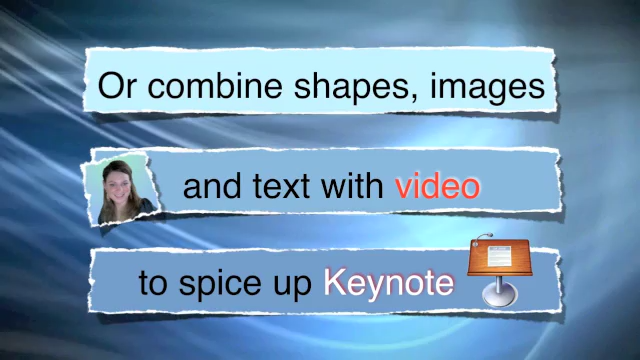 Or combine shapes, images
and text with video
to spice up Keynote